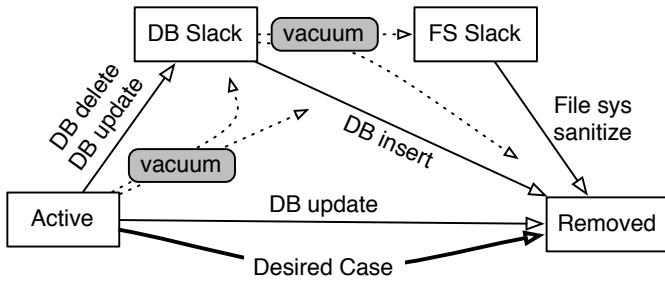 DB Slack
vacuum
FS Slack
DB delete
DB update
File sys
sanitize
DB insert
vacuum
Active
DB update
Removed
Desired Case